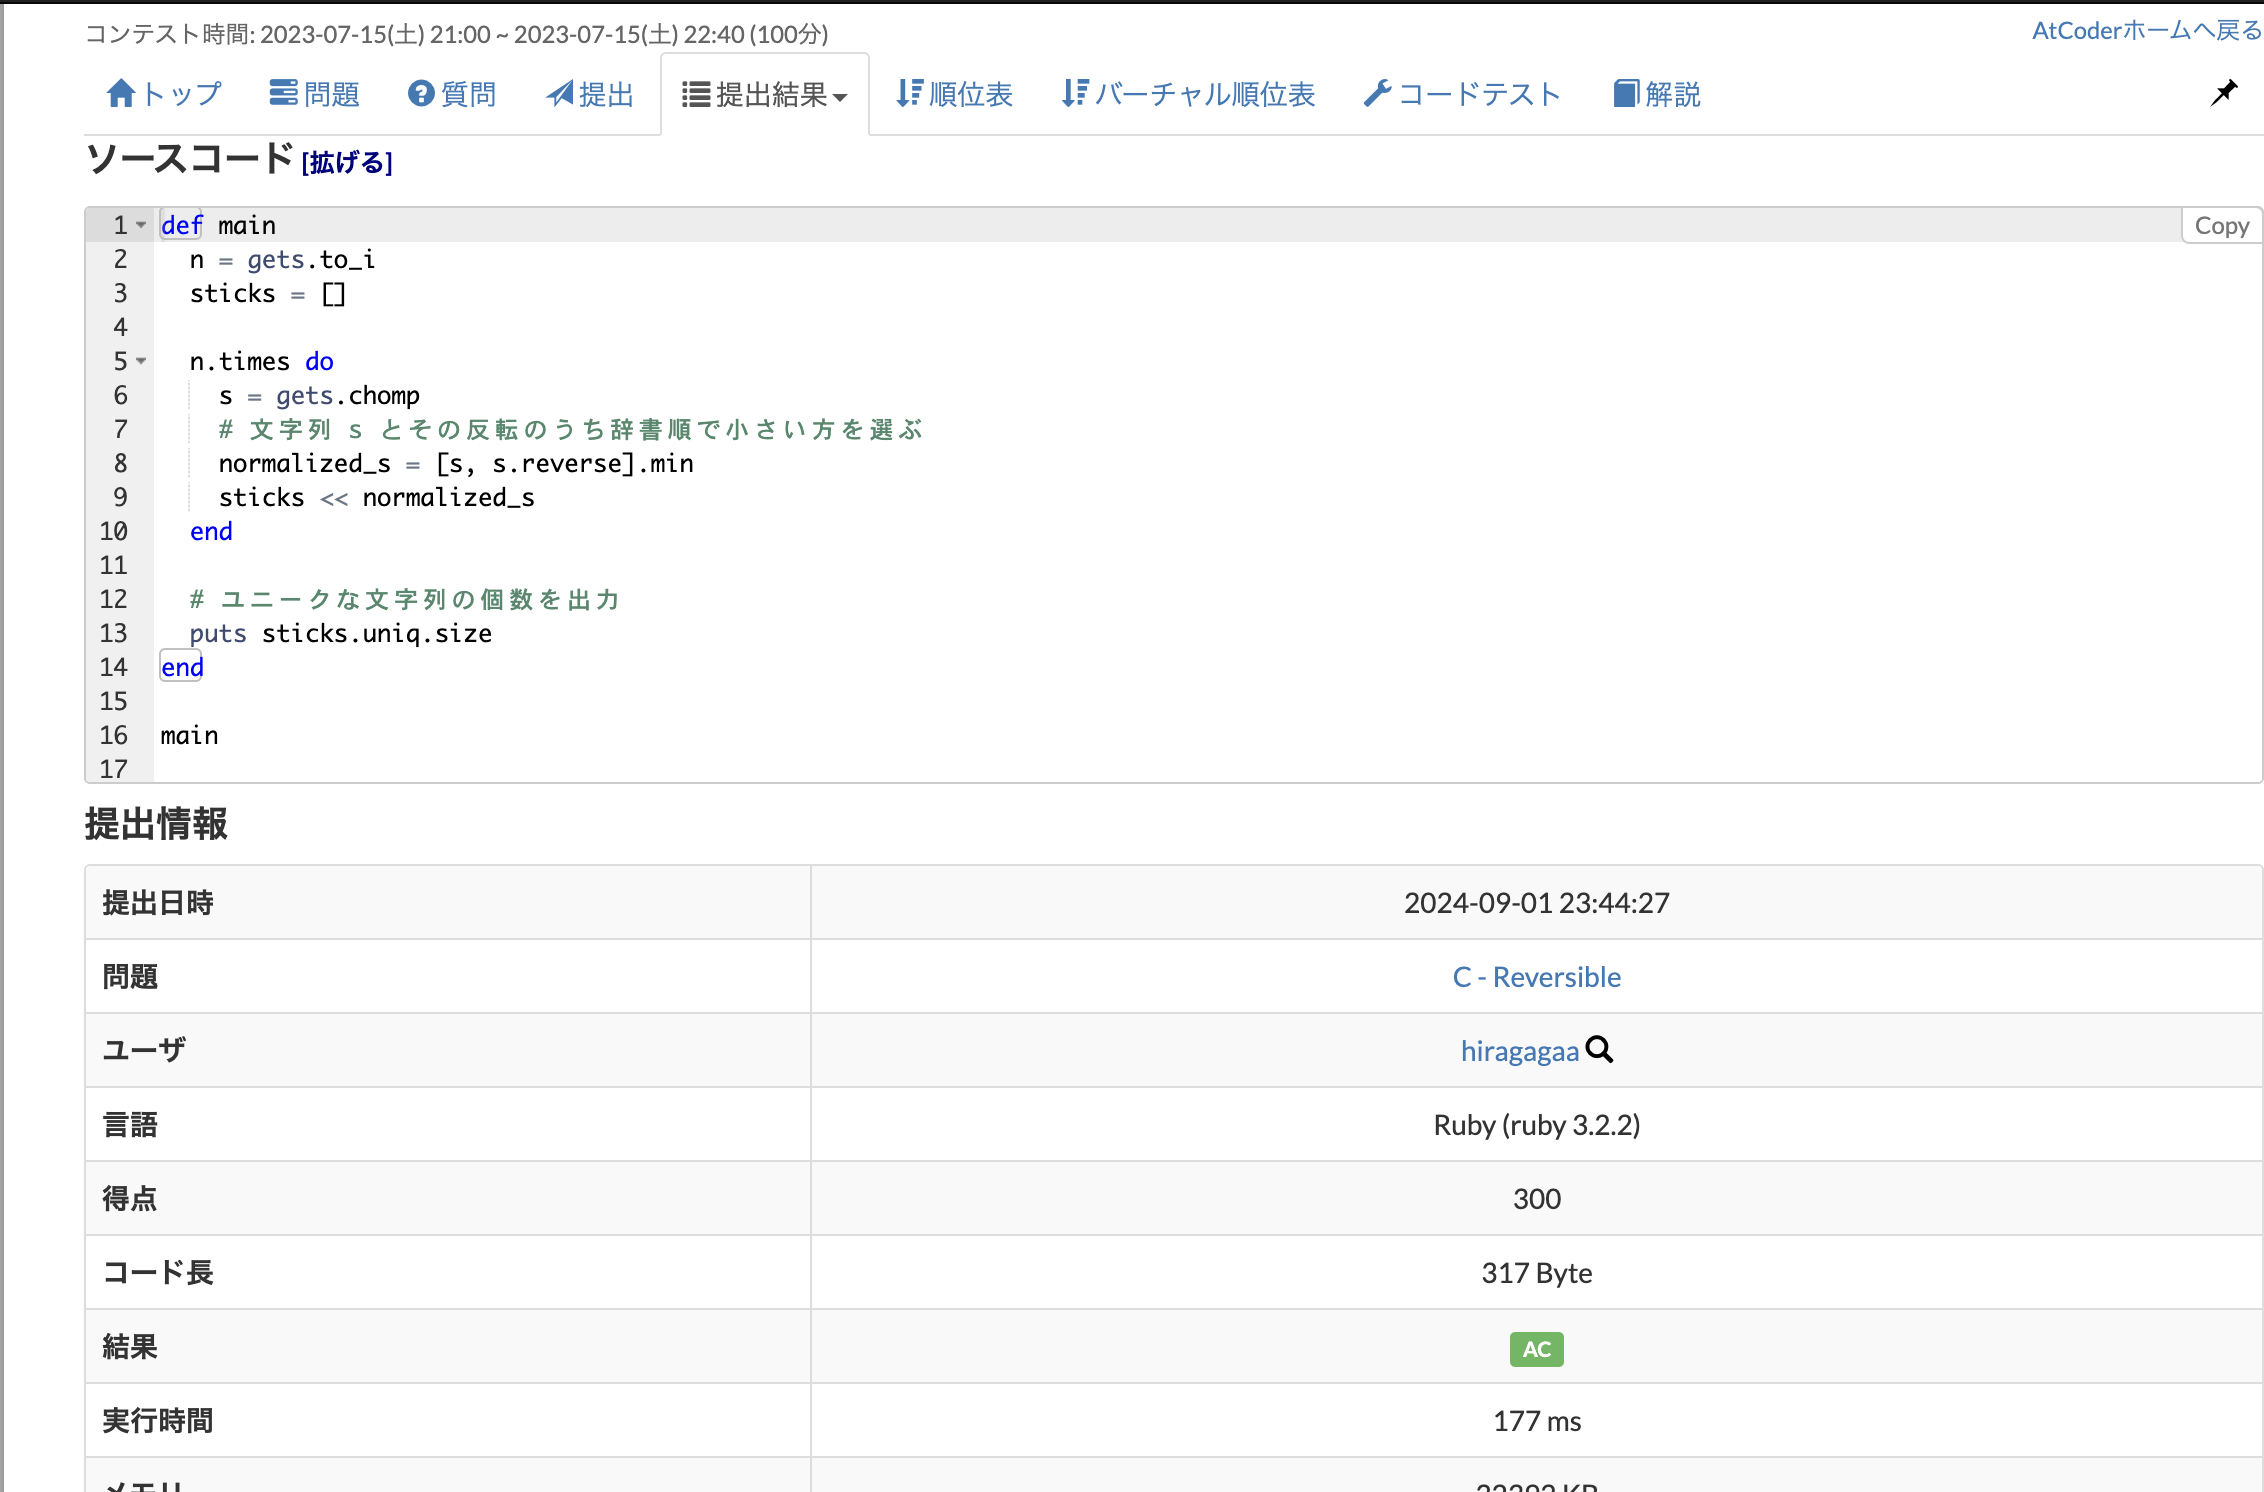 コンテスト時間: 2023-07-15(土) 21:00 ~ 2023-07-15(土) 22:40 (100分)
AtCoderホームへ戻る
トップ 問題 質問 提出 提出結果 順位表 バーチャル順位表 コードテスト 解説
ソースコード [拡げる]
Copy
1 def main
2   n = gets.to_i
3   sticks = []
4
5   n.times do
6     s = gets.chomp
7     # 文字列 s とその反転のうち辞書順で小さい方を選ぶ
8     normalized_s = [s, s.reverse].min
9     sticks << normalized_s
10   end
11
12   # ユニークな文字列の個数を出力
13   puts sticks.uniq.size
14 end
15
16 main
17
提出情報
提出日時 2024-09-01 23:44:27
問題 C - Reversible
ユーザ hiragagaa
言語 Ruby (ruby 3.2.2)
得点 300
コード長 317 Byte
結果 AC
実行時間 177 ms
メモリ